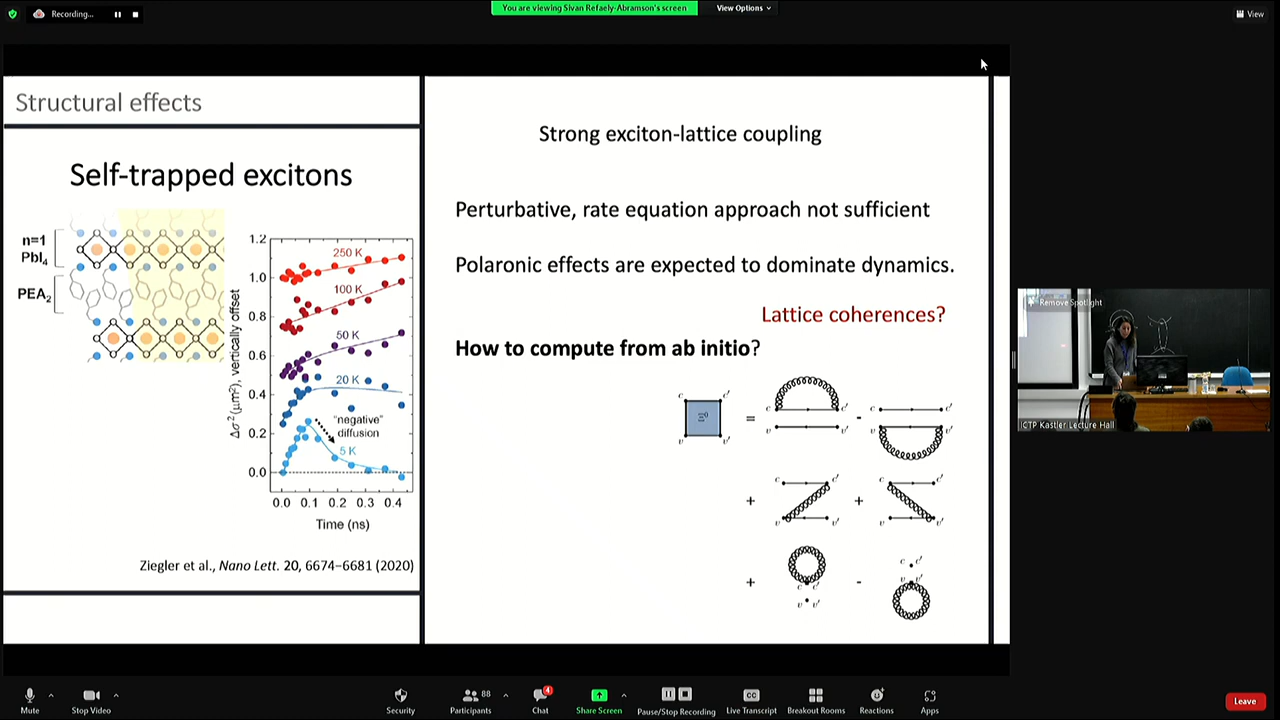 Recording...
You are viewing Sivan Refaely-Abramson's screen
View Options
View
Structural effects
Self-trapped excitons
n=1
PbI4
PEA2
Δσ² (μm²), vertically offset
1.2
1.0
0.8
0.6
0.4
0.2
0.0
250 K
100 K
50 K
20 K
"negative"
diffusion
5 K
0.0 0.1 0.2 0.3 0.4
Time (ns)
Ziegler et al., Nano Lett. 20, 6674–6681 (2020)
Strong exciton-lattice coupling
Perturbative, rate equation approach not sufficient
Polaronic effects are expected to dominate dynamics.
Lattice coherences?
How to compute from ab initio?
c c' c c' c c'
Ξ⁰ = -
v v' v v' v v'
c c' c c'
+ +
v v' v v'
+ c c' - c c'
v v' v v'
Remove Spotlight
ICTP Kastler Lecture Hall
Mute
Stop Video
Security
Participants
88
Chat
4
Share Screen
Pause/Stop Recording
CC
Live Transcript
Breakout Rooms
Reactions
Apps
Leave